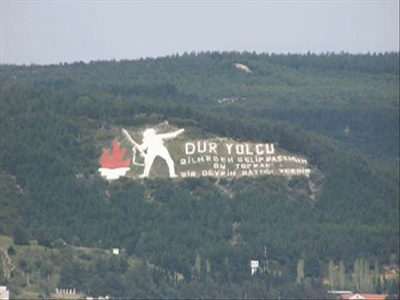 DUR YOLCU
BİLMEDEN GELİP BASTIĞIN
BU TOPRAK
BİR DEVRİN BATTIĞI YERDİR